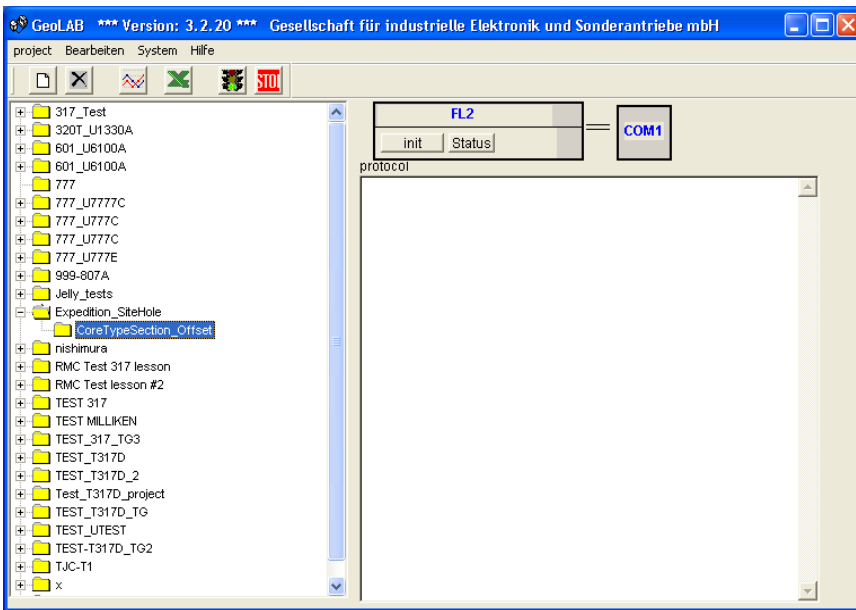 GeoLAB *** Version: 3.2.20 *** Gesellschaft für industrielle Elektronik und Sonderantriebe mbH
project Bearbeiten System Hilfe
STOP
317_Test
320T_U1330A
601_U6100A
601_U6100A
777
777_U7777C
777_U777C
777_U777C
777_U777E
999-807A
Jelly_tests
Expedition_SiteHole
CoreTypeSection_Offset
nishimura
RMC Test 317 lesson
RMC Test lesson #2
TEST 317
TEST MILLIKEN
TEST_317_TG3
TEST_T317D
TEST_T317D_2
Test_T317D_project
TEST_T317D_TG
TEST_UTEST
TEST-T317D_TG2
TJC-T1
x
FL2
init Status
COM1
protocol